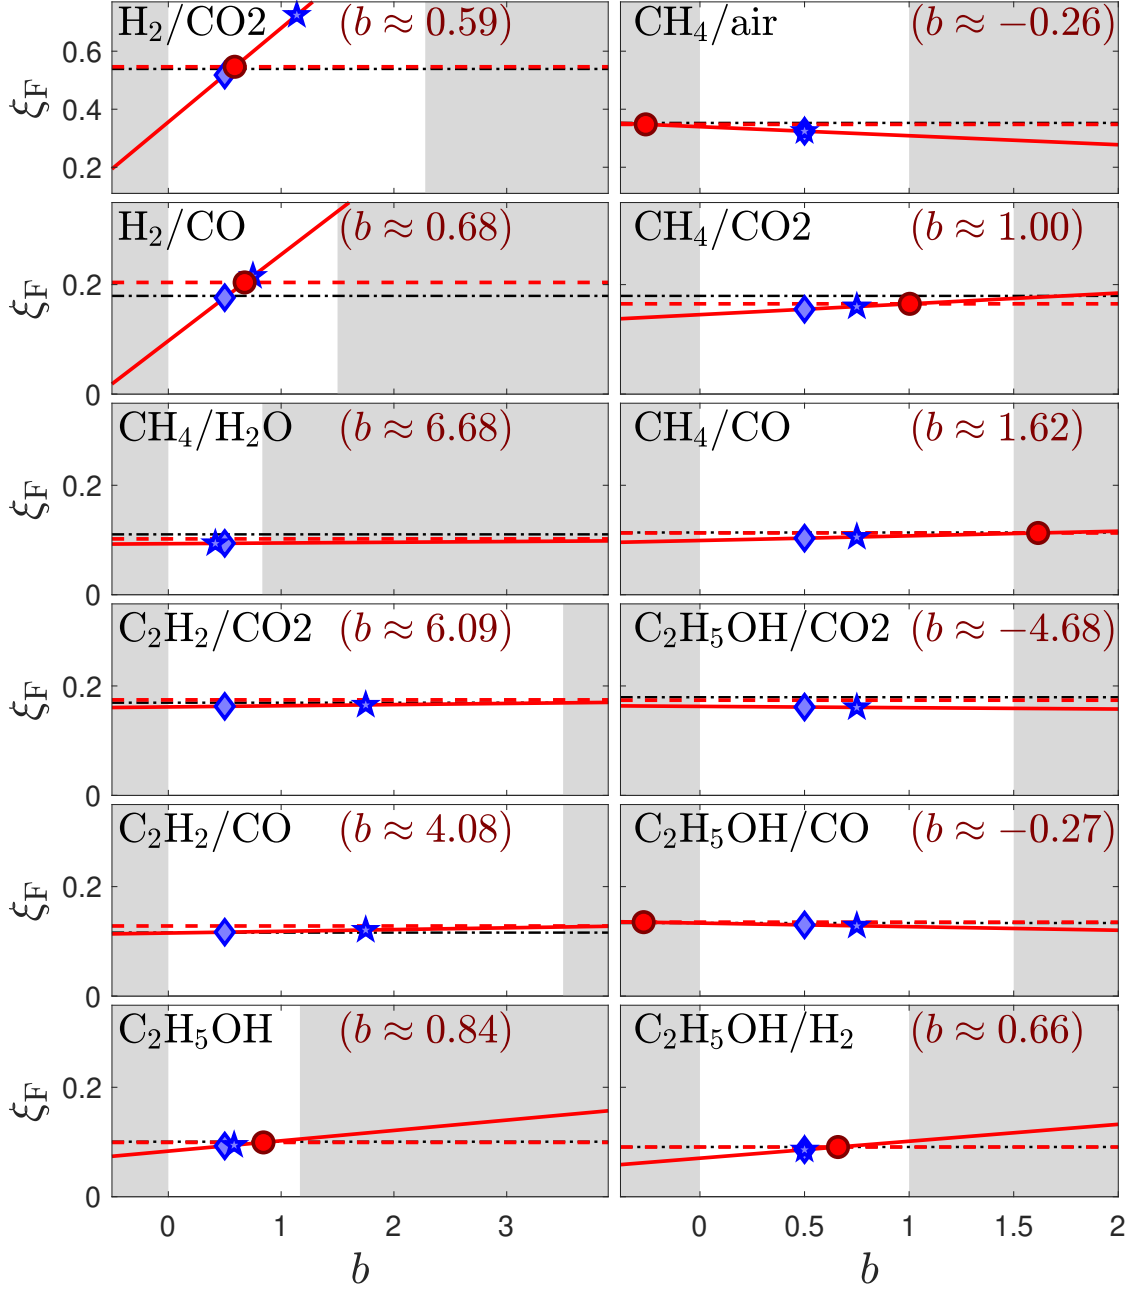 H₂/CO2 (b ≈ 0.59)
CH₄/air (b ≈ −0.26)
ξF
0.6
0.4
0.2
H₂/CO (b ≈ 0.68)
CH₄/CO2 (b ≈ 1.00)
ξF
0.2
0
CH₄/H₂O (b ≈ 6.68)
CH₄/CO (b ≈ 1.62)
ξF
0.2
0
C₂H₂/CO2 (b ≈ 6.09)
C₂H₅OH/CO2 (b ≈ −4.68)
ξF
0.2
0
C₂H₂/CO (b ≈ 4.08)
C₂H₅OH/CO (b ≈ −0.27)
ξF
0.2
0
C₂H₅OH (b ≈ 0.84)
C₂H₅OH/H₂ (b ≈ 0.66)
ξF
0.2
0
0 1 2 3
0 0.5 1 1.5 2
b
b